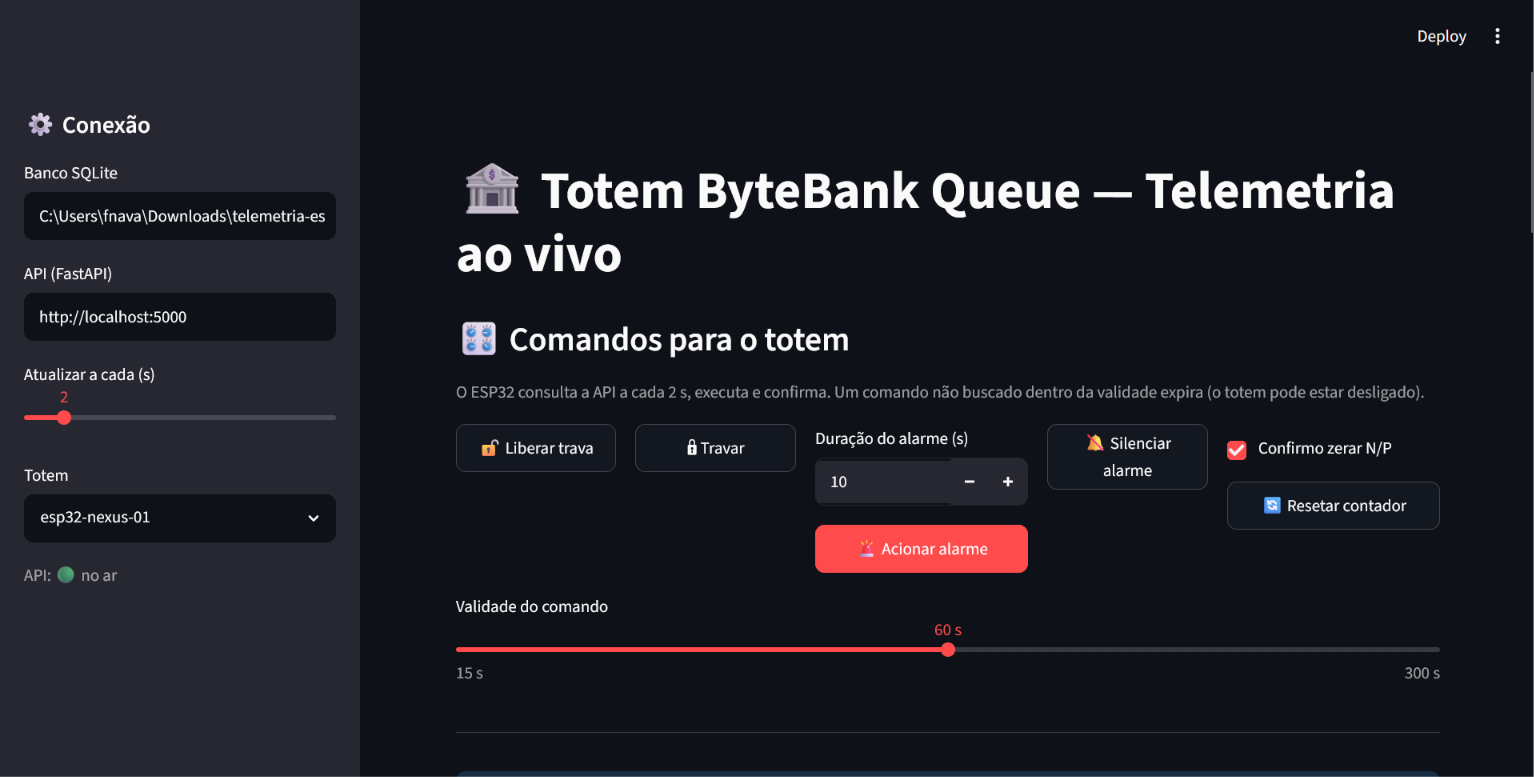 Deploy
Conexão
Banco SQLite
C:\Users\fnava\Downloads\telemetria-es
API (FastAPI)
http://localhost:5000
Atualizar a cada (s)
2
Totem
esp32-nexus-01
API: no ar
Totem ByteBank Queue — Telemetria
ao vivo
Comandos para o totem
O ESP32 consulta a API a cada 2 s, executa e confirma. Um comando não buscado dentro da validade expira (o totem pode estar desligado).
Liberar trava
Travar
Duração do alarme (s)
10
Acionar alarme
Silenciar
alarme
Confirmo zerar N/P
Resetar contador
Validade do comando
60 s
15 s
300 s